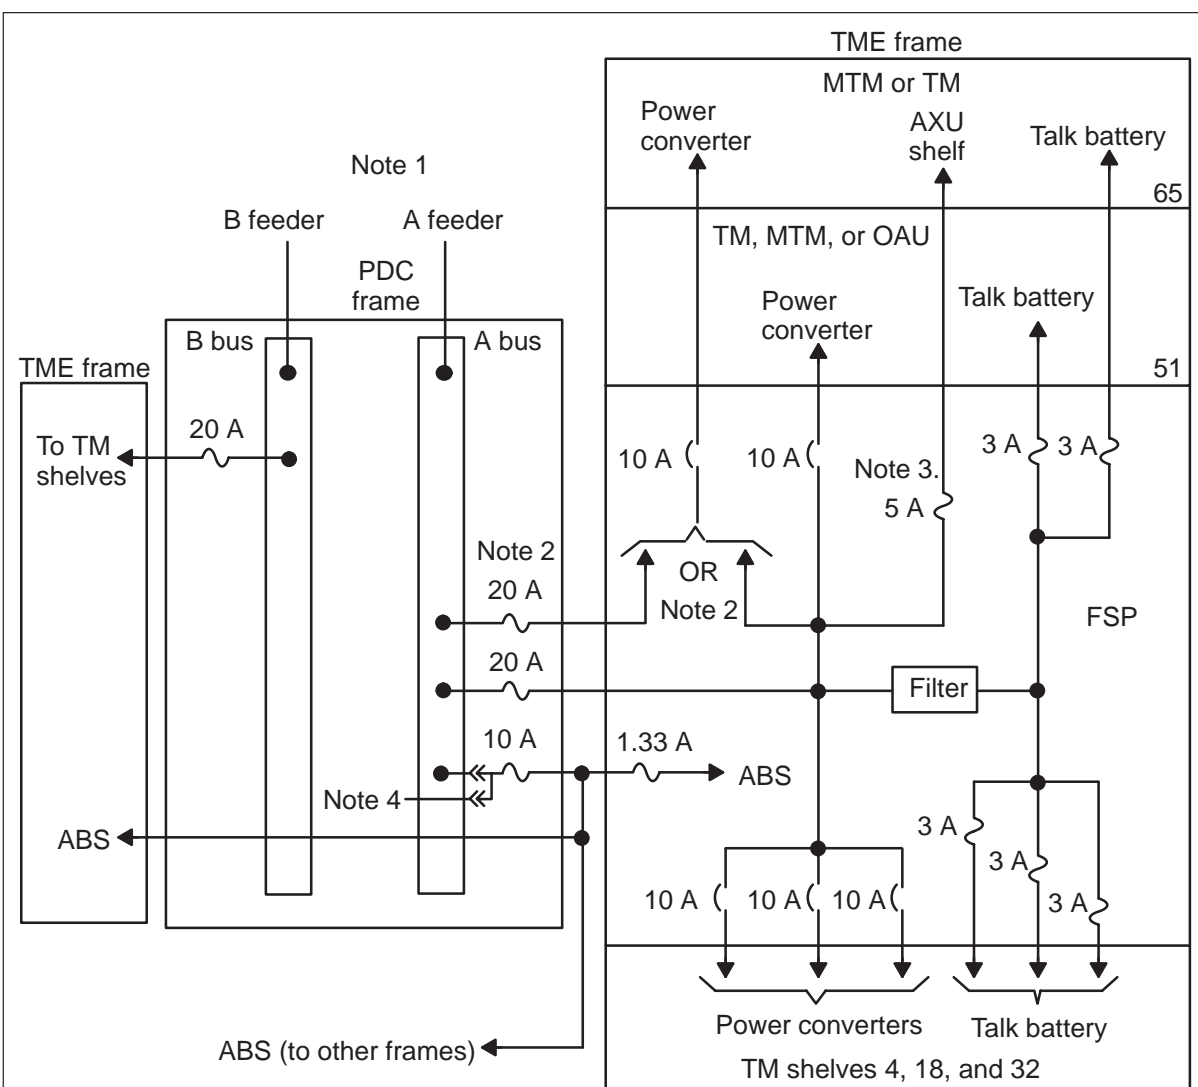 TME frame
MTM or TM
Power
converter
AXU
shelf
Talk battery
65
Note 1
B feeder
A feeder
PDC
frame
TM, MTM, or OAU
Power
converter
Talk battery
51
B bus
A bus
TME frame
To TM
shelves
20 A
10 A
10 A
Note 3.
5 A
3 A
3 A
Note 2
20 A
OR
Note 2
FSP
20 A
Filter
10 A
1.33 A
ABS
Note 4
ABS
3 A
3 A
3 A
10 A
10 A
10 A
Power converters
Talk battery
ABS (to other frames)
TM shelves 4, 18, and 32